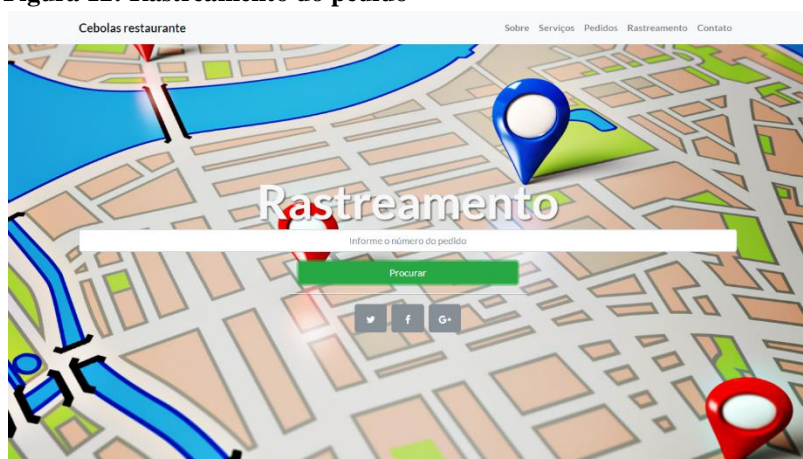 Figura 12: Rastreamento do pedido
Cebolas restaurante
Sobre Serviços Pedidos Rastreamento Contato
Rastreamento
Informe o número do pedido
Procurar